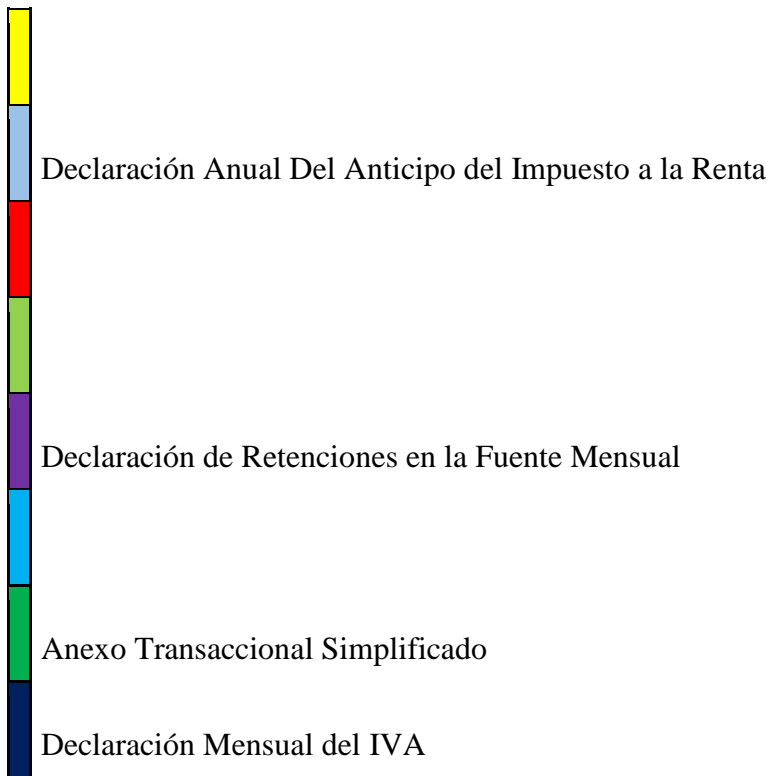 Declaración Anual Del Anticipo del Impuesto a la Renta
Declaración de Retenciones en la Fuente Mensual
Anexo Transaccional Simplificado
Declaración Mensual del IVA